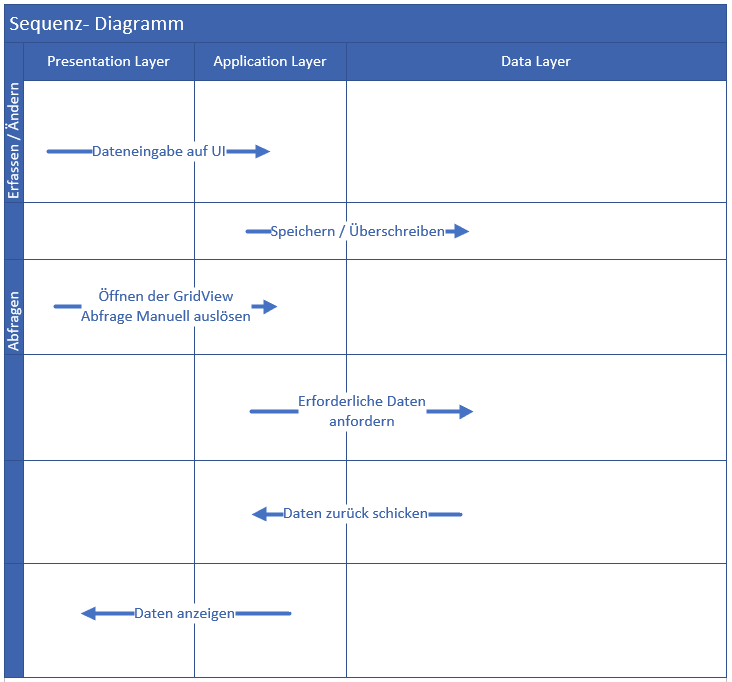 Sequenz- Diagramm
Presentation Layer
Application Layer
Data Layer
Erfassen / Ändern
Dateneingabe auf UI
Speichern / Überschreiben
Abfragen
Öffnen der GridView
Abfrage Manuell auslösen
Erforderliche Daten
anfordern
Daten zurück schicken
Daten anzeigen